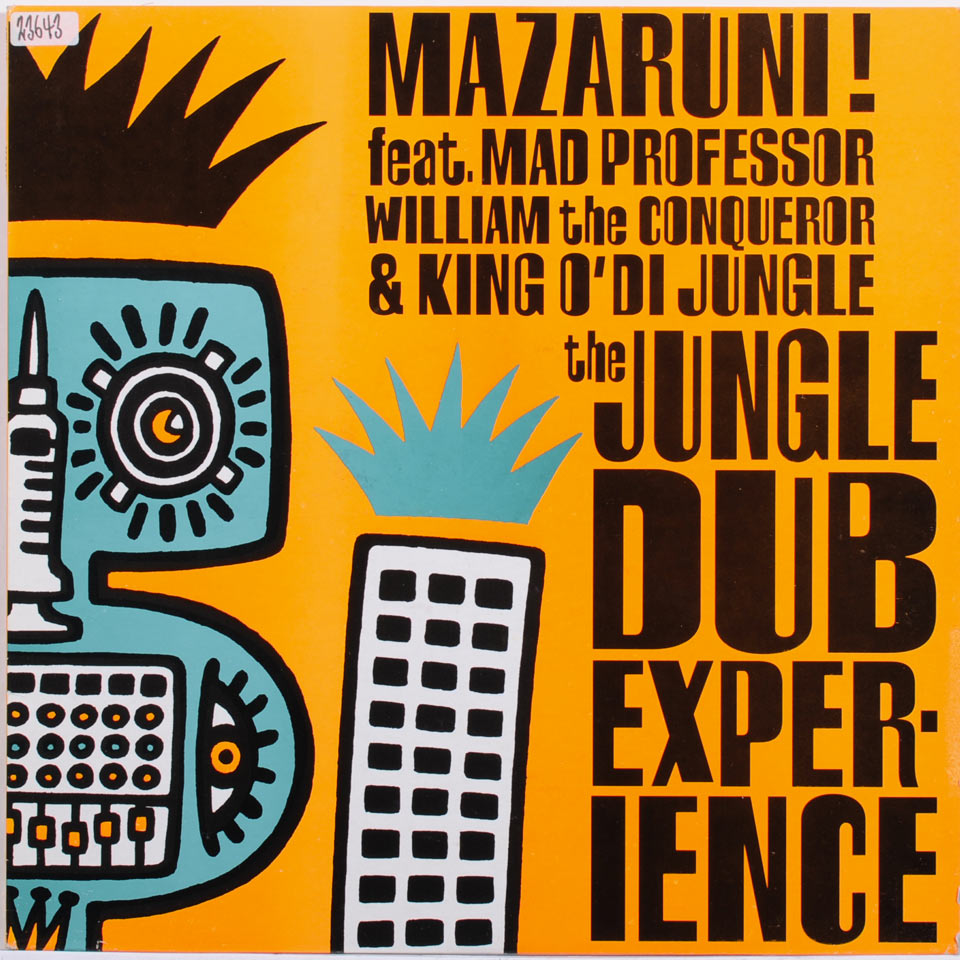 23643
MAZARUNI!
feat. MAD PROFESSOR
WILLIAM the CONQUEROR
& KING O'DI JUNGLE
the JUNGLE
DUB
EXPER-
IENCE